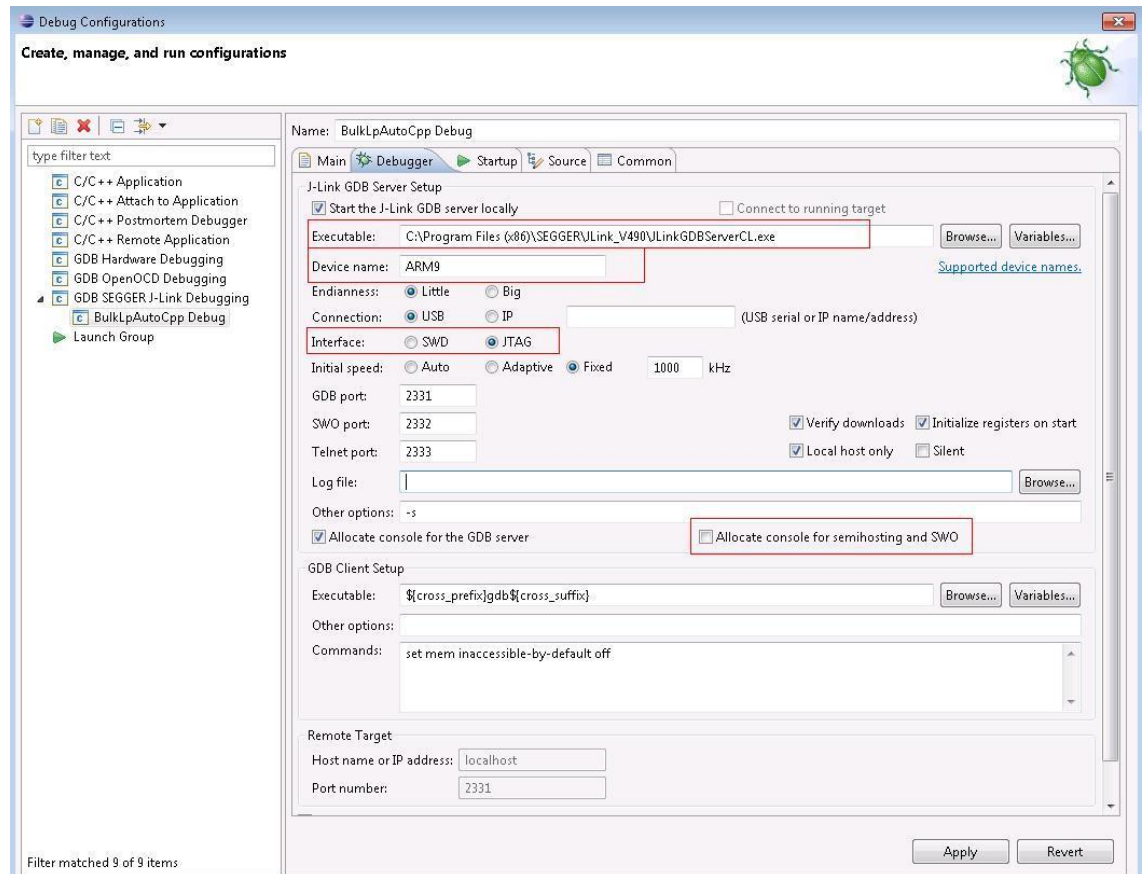 Debug Configurations
Create, manage, and run configurations
type filter text
C/C++ Application
C/C++ Attach to Application
C/C++ Postmortem Debugger
C/C++ Remote Application
GDB Hardware Debugging
GDB OpenOCD Debugging
GDB SEGGER J-Link Debugging
BulkLpAutoCpp Debug
Launch Group
Filter matched 9 of 9 items
Name: BulkLpAutoCpp Debug
Main Debugger Startup Source Common
J-Link GDB Server Setup
Start the J-Link GDB server locally Connect to running target
Executable: C:\Program Files (x86)\SEGGER\JLink_V490\JLinkGDBServerCL.exe Browse... Variables...
Device name: ARM9 Supported device names.
Endianness: Little Big
Connection: USB IP (USB serial or IP name/address)
Interface: SWD JTAG
Initial speed: Auto Adaptive Fixed 1000 kHz
GDB port: 2331
SWO port: 2332 Verify downloads Initialize registers on start
Telnet port: 2333 Local host only Silent
Log file: Browse...
Other options: -s
Allocate console for the GDB server Allocate console for semihosting and SWO
GDB Client Setup
Executable: ${cross_prefix}gdb${cross_suffix} Browse... Variables...
Other options:
Commands: set mem inaccessible-by-default off
Remote Target
Host name or IP address: localhost
Port number: 2331
Apply Revert